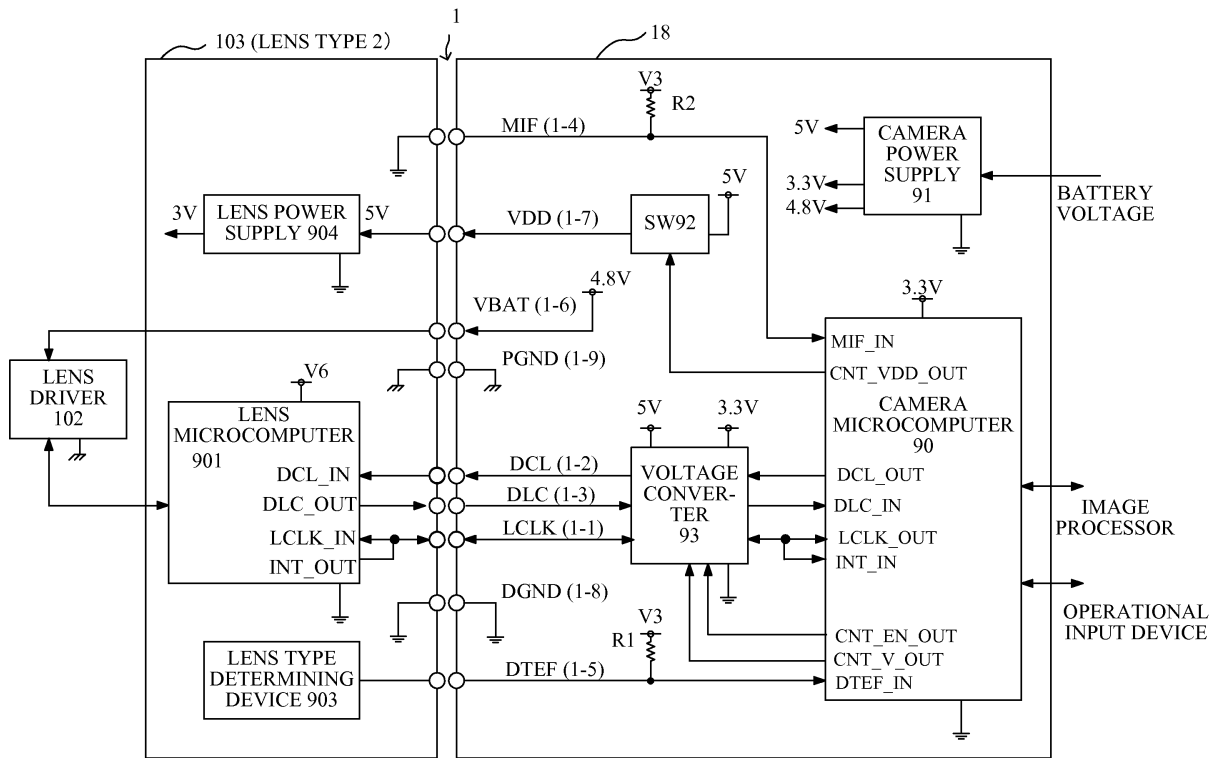 1
103 (LENS TYPE 2)
18
V3
R2
MIF (1-4)
5V
3.3V
4.8V
CAMERA
POWER
SUPPLY
91
BATTERY
VOLTAGE
3V
LENS POWER
SUPPLY 904
5V
VDD (1-7)
SW92
5V
4.8V
VBAT (1-6)
3.3V
MIF_IN
CNT_VDD_OUT
PGND (1-9)
LENS
DRIVER
102
V6
LENS
MICROCOMPUTER
901
DCL_IN
DLC_OUT
LCLK_IN
INT_OUT
DCL (1-2)
DLC (1-3)
LCLK (1-1)
5V
3.3V
VOLTAGE
CONVER-
TER
93
CAMERA
MICROCOMPUTER
90
DCL_OUT
DLC_IN
LCLK_OUT
INT_IN
IMAGE
PROCESSOR
DGND (1-8)
V3
R1
CNT_EN_OUT
CNT_V_OUT
DTEF_IN
OPERATIONAL
INPUT DEVICE
LENS TYPE
DETERMINING
DEVICE 903
DTEF (1-5)